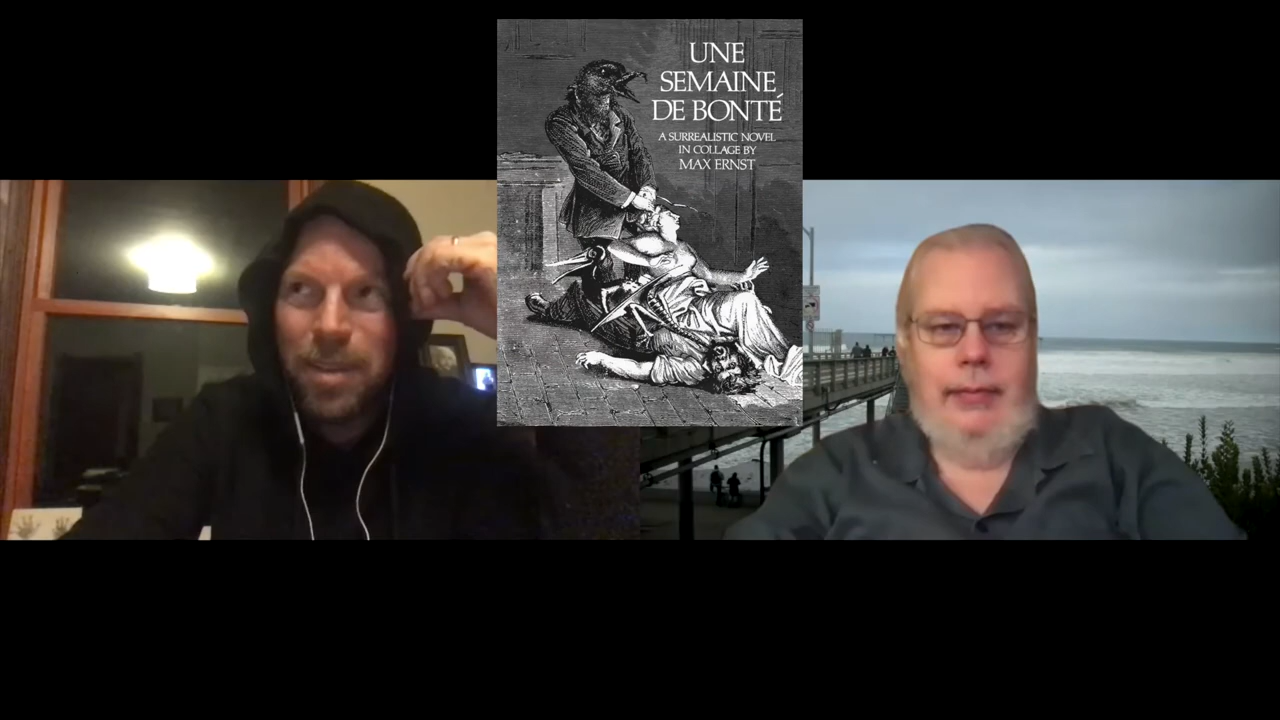 UNE
SEMAINE
DE BONTÉ
A SURREALISTIC NOVEL
IN COLLAGE BY
MAX ERNST